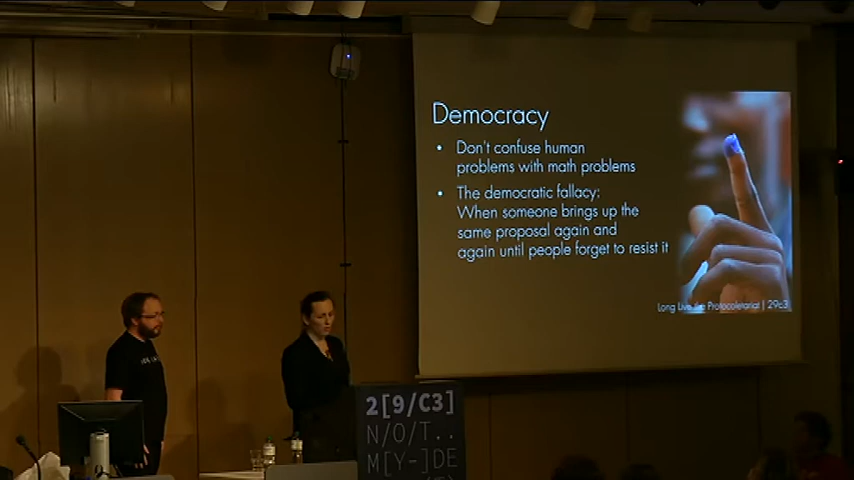 Democracy
• Don't confuse human
problems with math problems
• The democratic fallacy:
When someone brings up the
same proposal again and
again until people forget to resist it
Long Live the Protocoletariat | 29c3
2[9/C3]
N/O/T..
M[Y-]DE